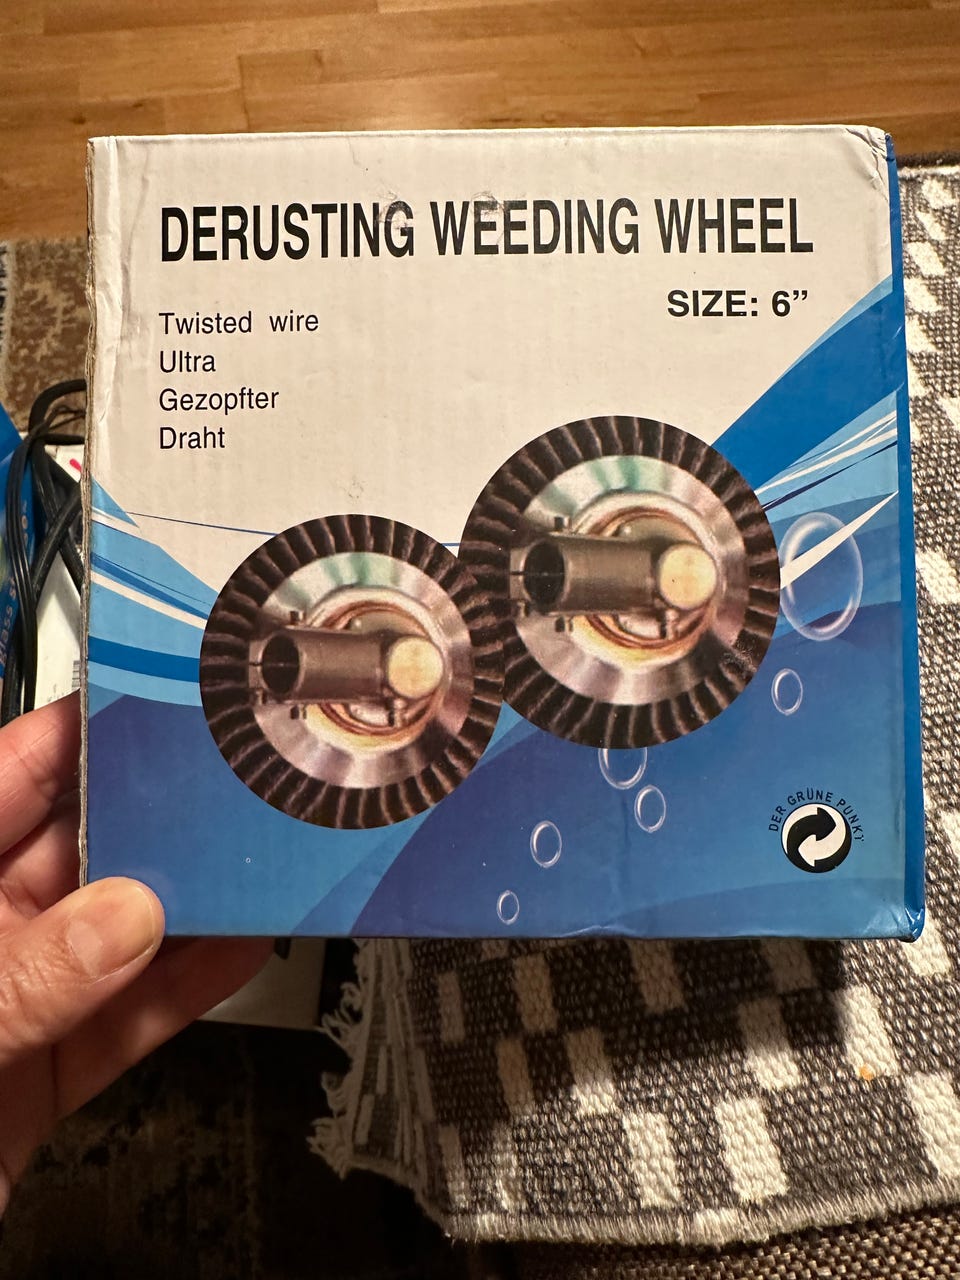 DERUSTING WEEDING WHEEL
SIZE: 6”
Twisted wire
Ultra
Gezopfter
Draht
DER GRÜNE PUNKT